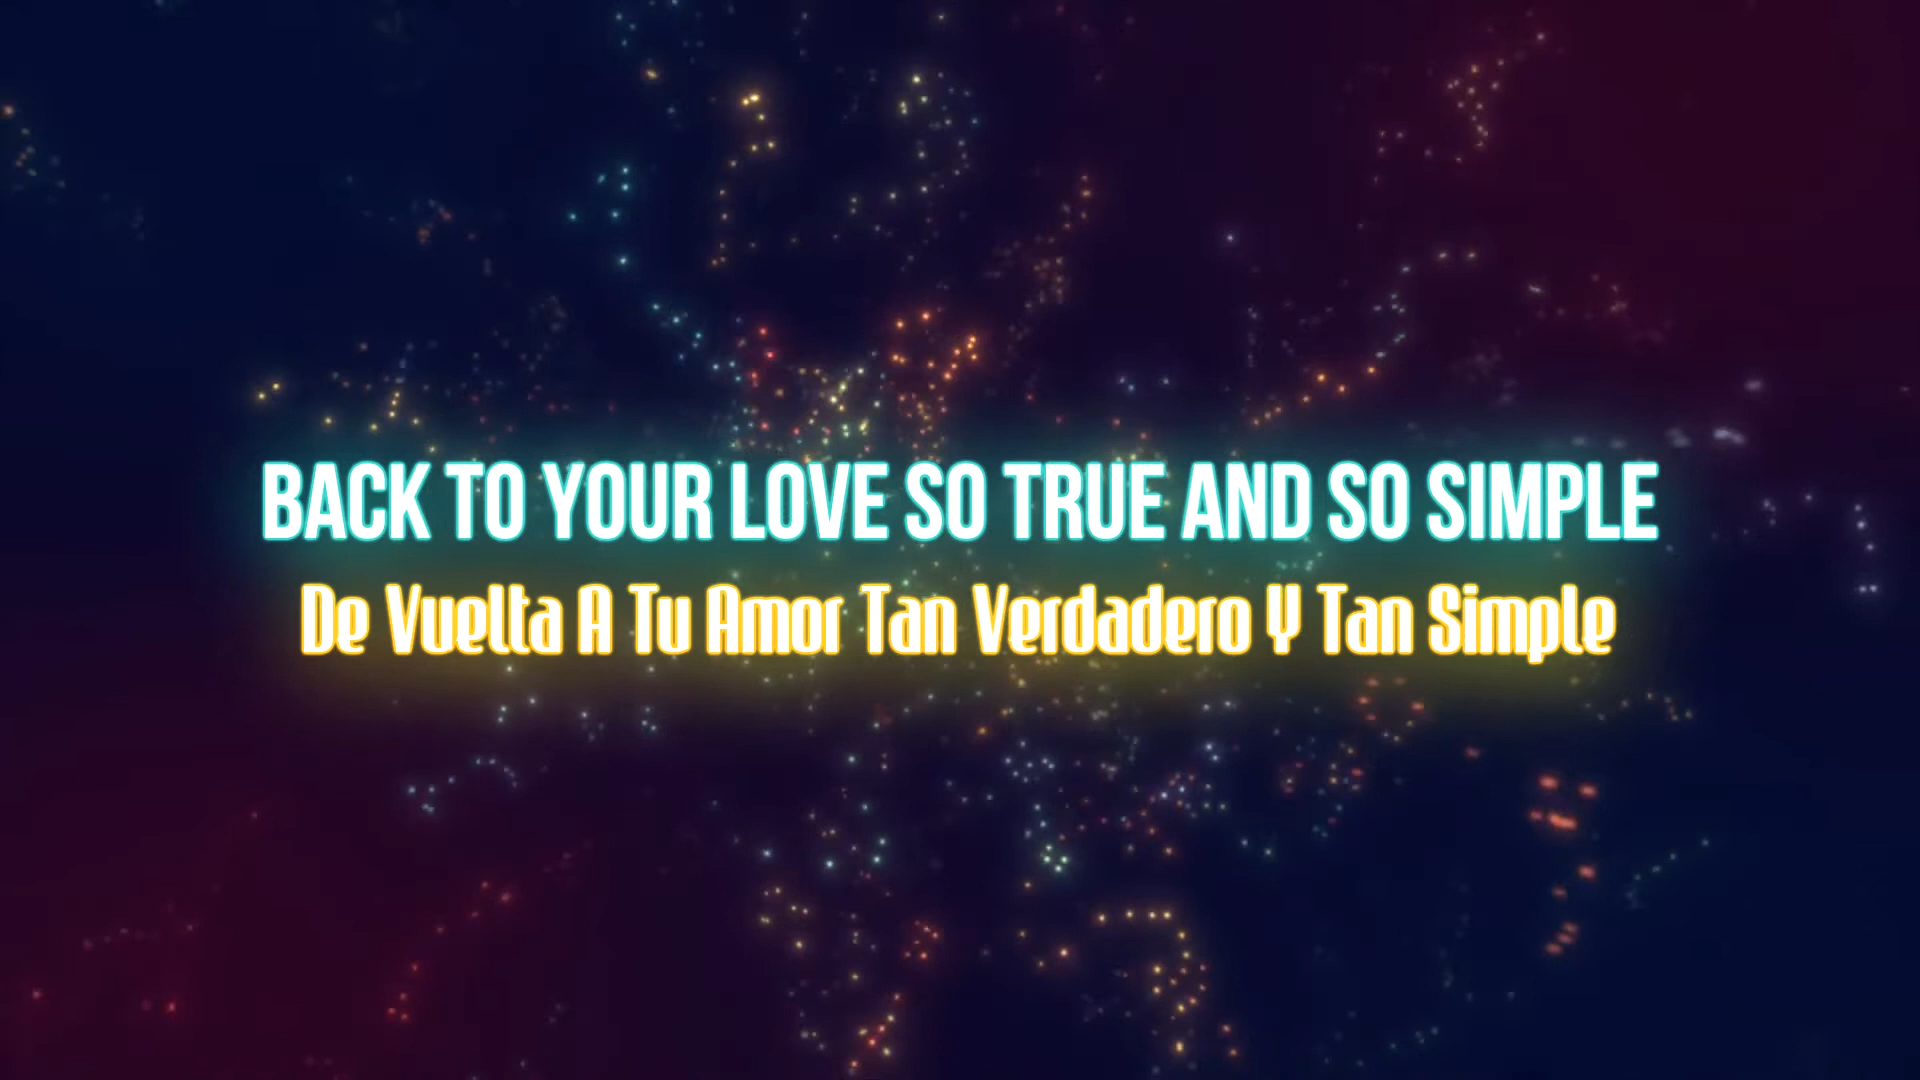 BACK TO YOUR LOVE SO TRUE AND SO SIMPLE
De Vuelta A Tu Amor Tan Verdadero Y Tan Simple